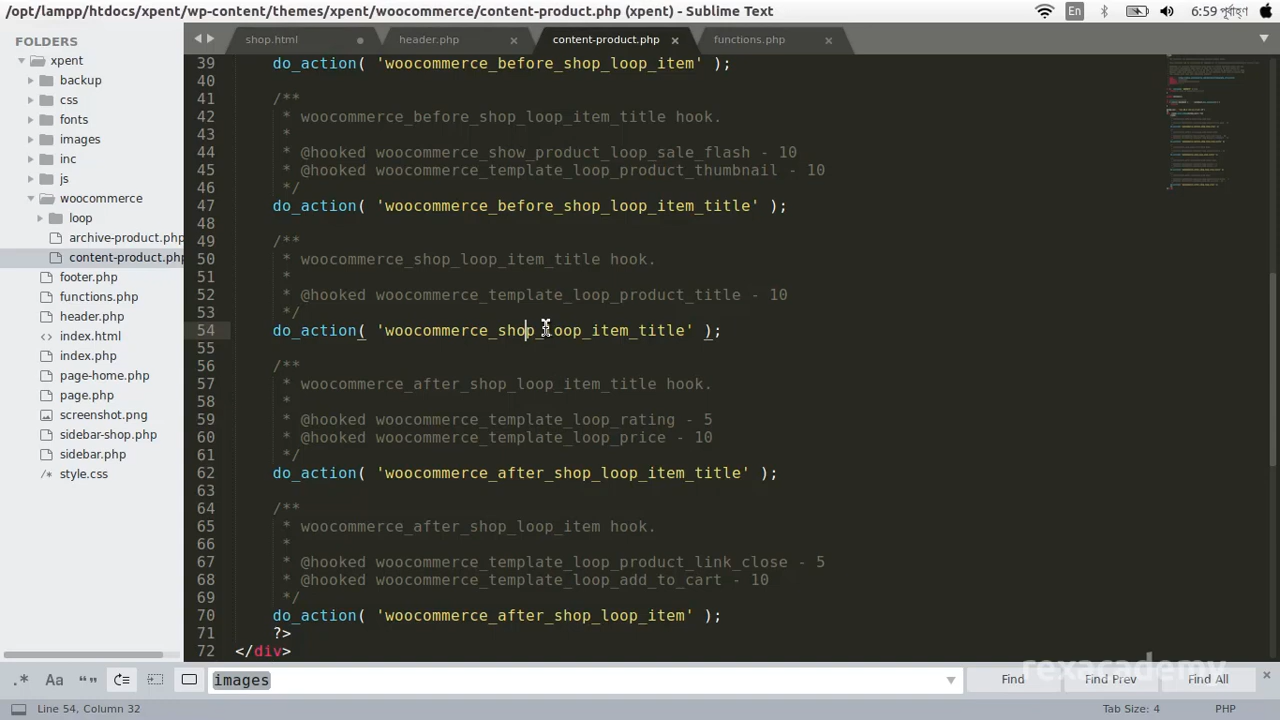 /opt/lampp/htdocs/xpent/wp-content/themes/xpent/woocommerce/content-product.php (xpent) - Sublime Text
En
6:59 পূর্বাহ্ণ
FOLDERS
xpent
backup
css
fonts
images
inc
js
woocommerce
loop
archive-product.php
content-product.php
footer.php
functions.php
header.php
index.html
index.php
page-home.php
page.php
screenshot.png
sidebar-shop.php
sidebar.php
style.css
shop.html
header.php
content-product.php
functions.php
39 do_action( 'woocommerce_before_shop_loop_item' );
40
41 /**
42 * woocommerce_before_shop_loop_item_title hook.
43 *
44 * @hooked woocommerce_show_product_loop_sale_flash - 10
45 * @hooked woocommerce_template_loop_product_thumbnail - 10
46 */
47 do_action( 'woocommerce_before_shop_loop_item_title' );
48
49 /**
50 * woocommerce_shop_loop_item_title hook.
51 *
52 * @hooked woocommerce_template_loop_product_title - 10
53 */
54 do_action( 'woocommerce_shop_loop_item_title' );
55
56 /**
57 * woocommerce_after_shop_loop_item_title hook.
58 *
59 * @hooked woocommerce_template_loop_rating - 5
60 * @hooked woocommerce_template_loop_price - 10
61 */
62 do_action( 'woocommerce_after_shop_loop_item_title' );
63
64 /**
65 * woocommerce_after_shop_loop_item hook.
66 *
67 * @hooked woocommerce_template_loop_product_link_close - 5
68 * @hooked woocommerce_template_loop_add_to_cart - 10
69 */
70 do_action( 'woocommerce_after_shop_loop_item' );
71 ?>
72 </div>
rexacademy
.* Aa “” images Find Find Prev Find All
Line 54, Column 32 Tab Size: 4 PHP